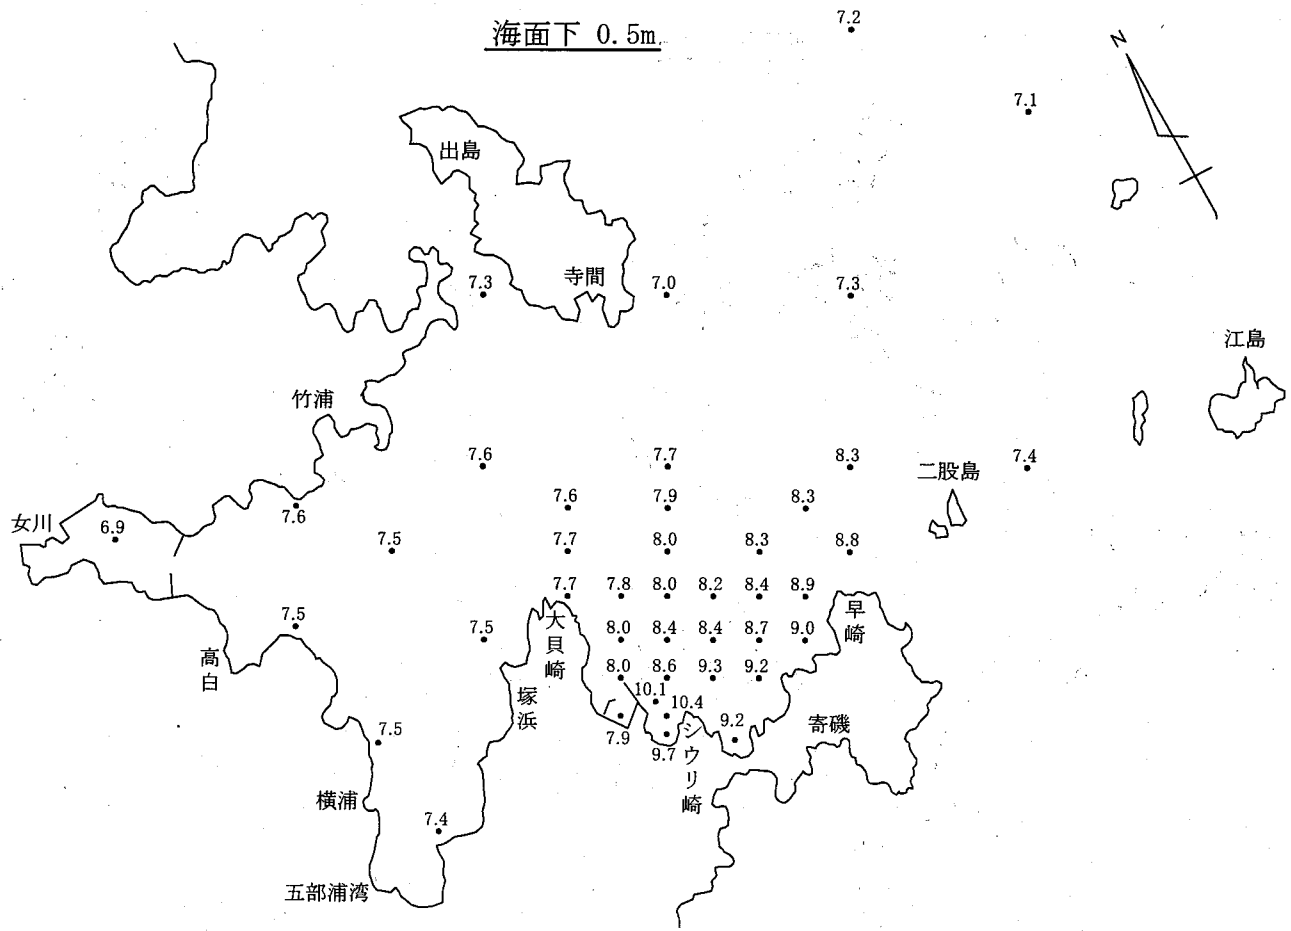 海面下 0.5m
7.2
N
7.1
出島
寺間
7.3
7.0
7.3
江島
竹浦
7.6
7.7
8.3
二股島
7.4
女川
6.9
7.6
7.6
7.9
8.3
7.5
7.7
8.0
8.3
8.8
7.7
7.8
8.0
8.2
8.4
8.9
7.5
7.5
大貝崎
8.0
8.4
8.4
8.7
9.0
早崎
高白
8.0
8.6
9.3
9.2
塚浜
10.1
10.4
7.5
7.9
9.7
シウリ崎
9.2
寄磯
横浦
7.4
五部浦湾